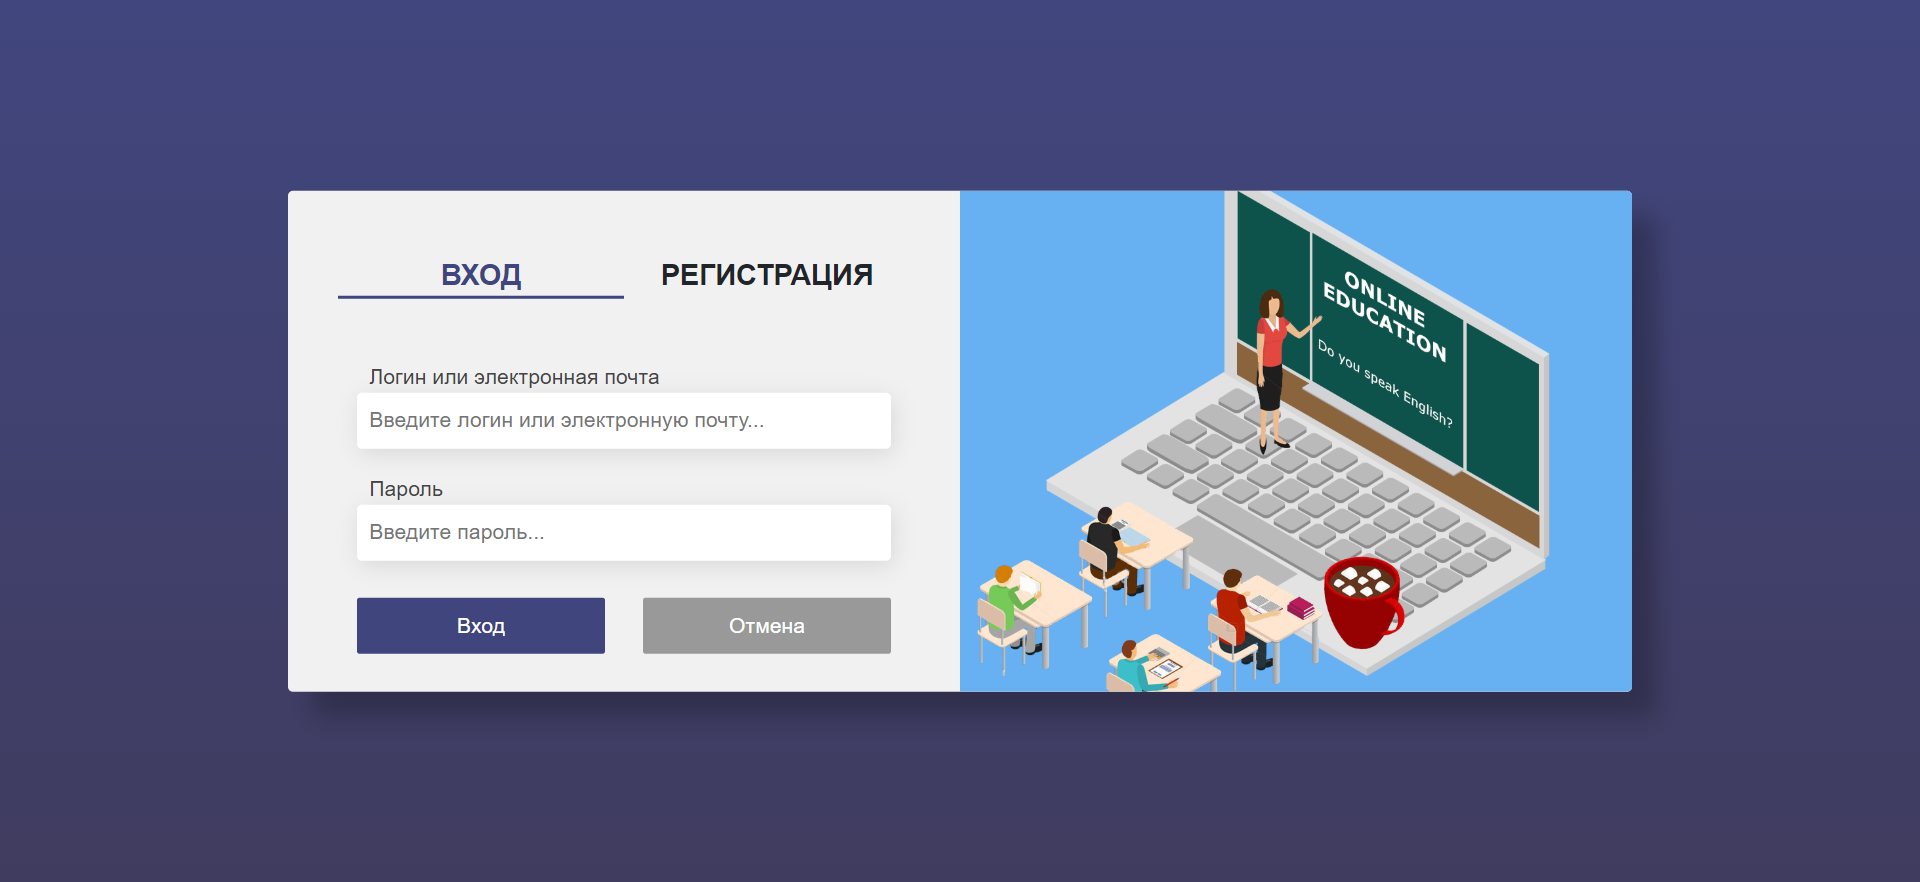 ВХОД
РЕГИСТРАЦИЯ
Логин или электронная почта
Введите логин или электронную почту...
Пароль
Введите пароль...
Вход
Отмена
ONLINE
EDUCATION
Do you speak English?